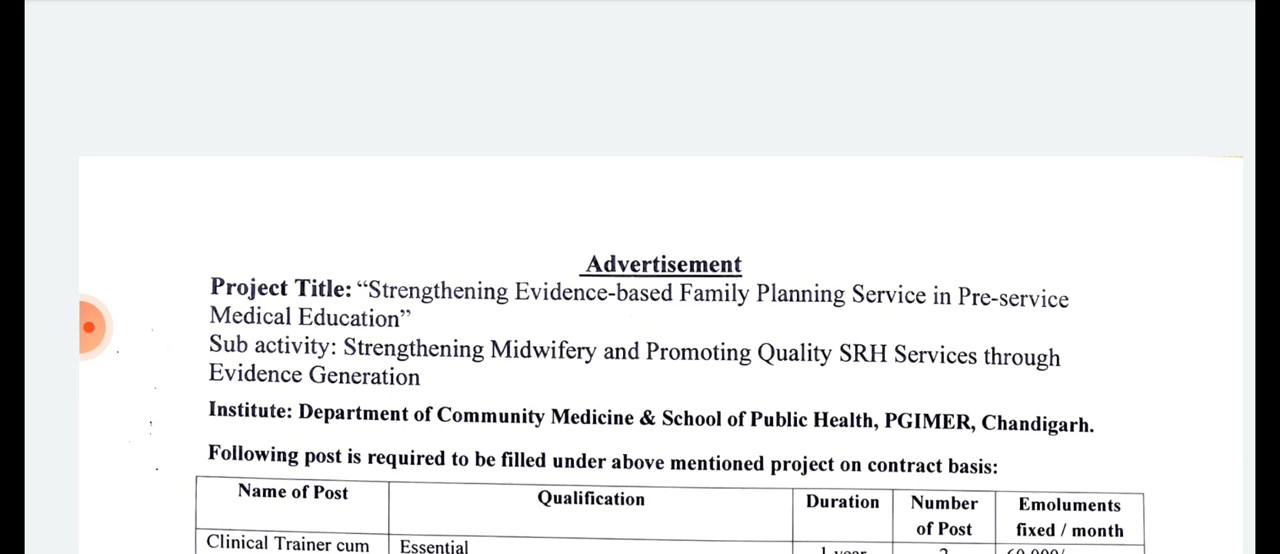 Advertisement
Project Title: “Strengthening Evidence-based Family Planning Service in Pre-service
Medical Education”
Sub activity: Strengthening Midwifery and Promoting Quality SRH Services through
Evidence Generation
Institute: Department of Community Medicine & School of Public Health, PGIMER, Chandigarh.
Following post is required to be filled under above mentioned project on contract basis:
Name of Post Qualification Duration Number of Post Emoluments fixed / month
Clinical Trainer cum Essential 1 year